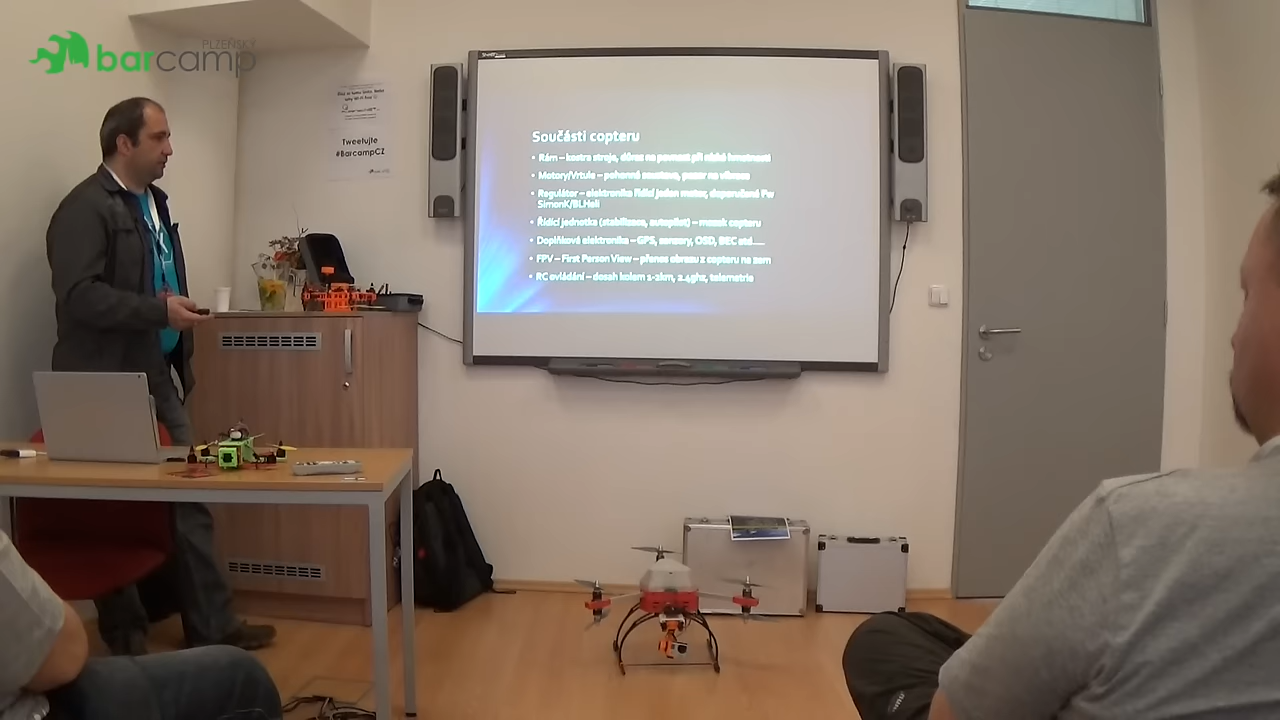 PLZEŇSKÝ
barcamp
Tweetujte
#BarcampCZ
Součásti copteru
Rám – kostra stroje, důraz na pevnost při nízké hmotnosti
Motory/Vrtule – pohonná soustava, pozor na vibrace
Regulátor – elektronika řídící jeden motor, doporučené Fw
SimonK/BLHeli
Řídící jednotka (stabilizace, autopilot) – mozek copteru
Doplňková elektronika – GPS, sensory, OSD, BEC atd....
FPV – First Person View – přenos obrazu z copteru na zem
RC ovládání – dosah kolem 1-2km, 2.4ghz, telemetrie